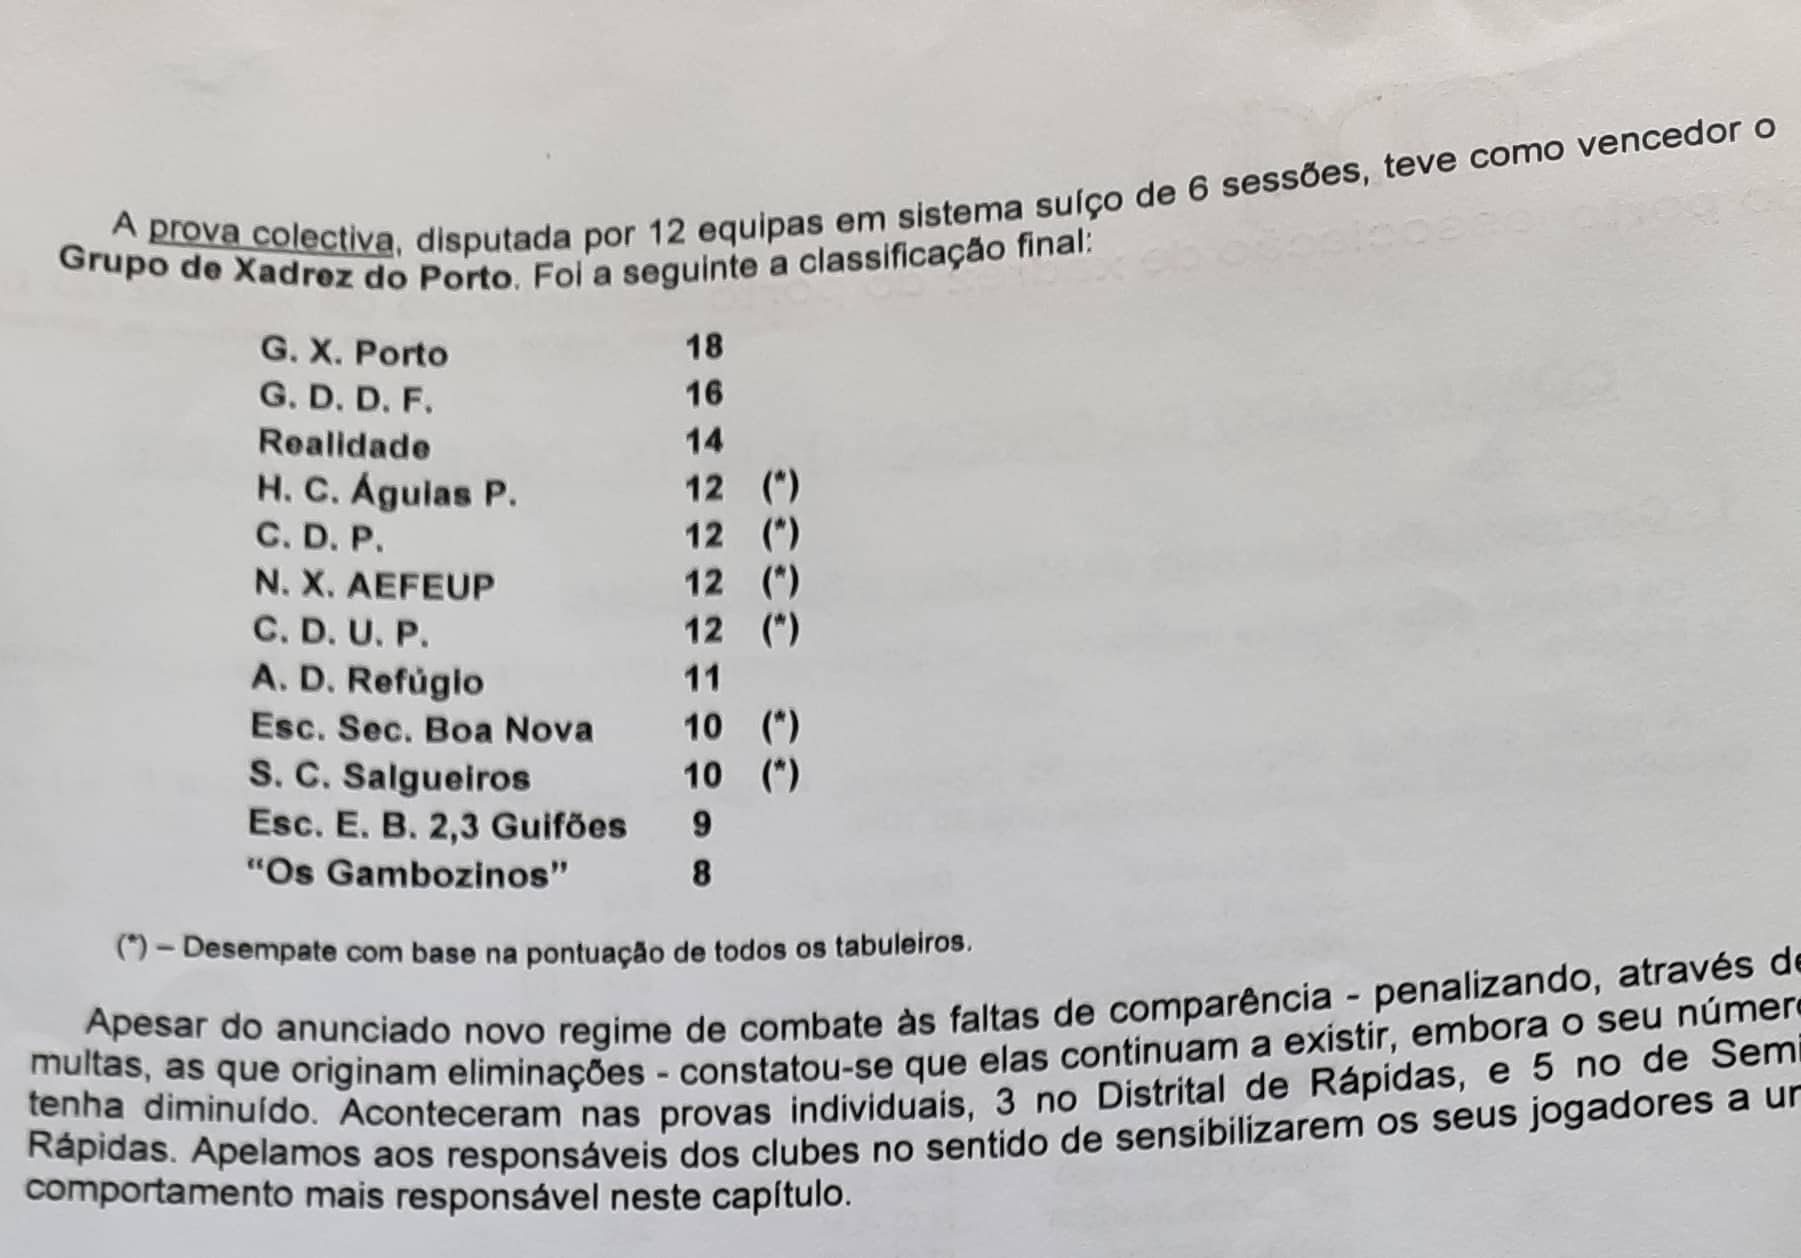 A prova colectiva, disputada por 12 equipas em sistema suíço de 6 sessões, teve como vencedor o
Grupo de Xadrez do Porto. Foi a seguinte a classificação final:
G. X. Porto 18
G. D. D. F. 16
Realidade 14
H. C. Águias P. 12 (*)
C. D. P. 12 (*)
N. X. AEFEUP 12 (*)
C. D. U. P. 12 (*)
A. D. Refúgio 11
Esc. Sec. Boa Nova 10 (*)
S. C. Salgueiros 10 (*)
Esc. E. B. 2,3 Guifões 9
“Os Gambozinos” 8
(*) – Desempate com base na pontuação de todos os tabuleiros.
Apesar do anunciado novo regime de combate às faltas de comparência - penalizando, através de
multas, as que originam eliminações - constatou-se que elas continuam a existir, embora o seu número
tenha diminuído. Aconteceram nas provas individuais, 3 no Distrital de Rápidas, e 5 no de Semi
Rápidas. Apelamos aos responsáveis dos clubes no sentido de sensibilizarem os seus jogadores a
comportamento mais responsável neste capítulo.